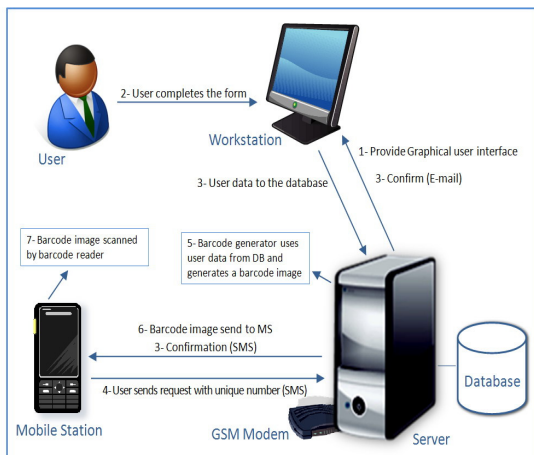 2- User completes the form
User
Workstation
1- Provide Graphical user interface
3- Confirm (E-mail)
3- User data to the database
7- Barcode image scanned
by barcode reader
5- Barcode generator uses
user data from DB and
generates a barcode image
6- Barcode image send to MS
3- Confirmation (SMS)
4- User sends request with unique number (SMS)
Database
Mobile Station
GSM Modem
Server